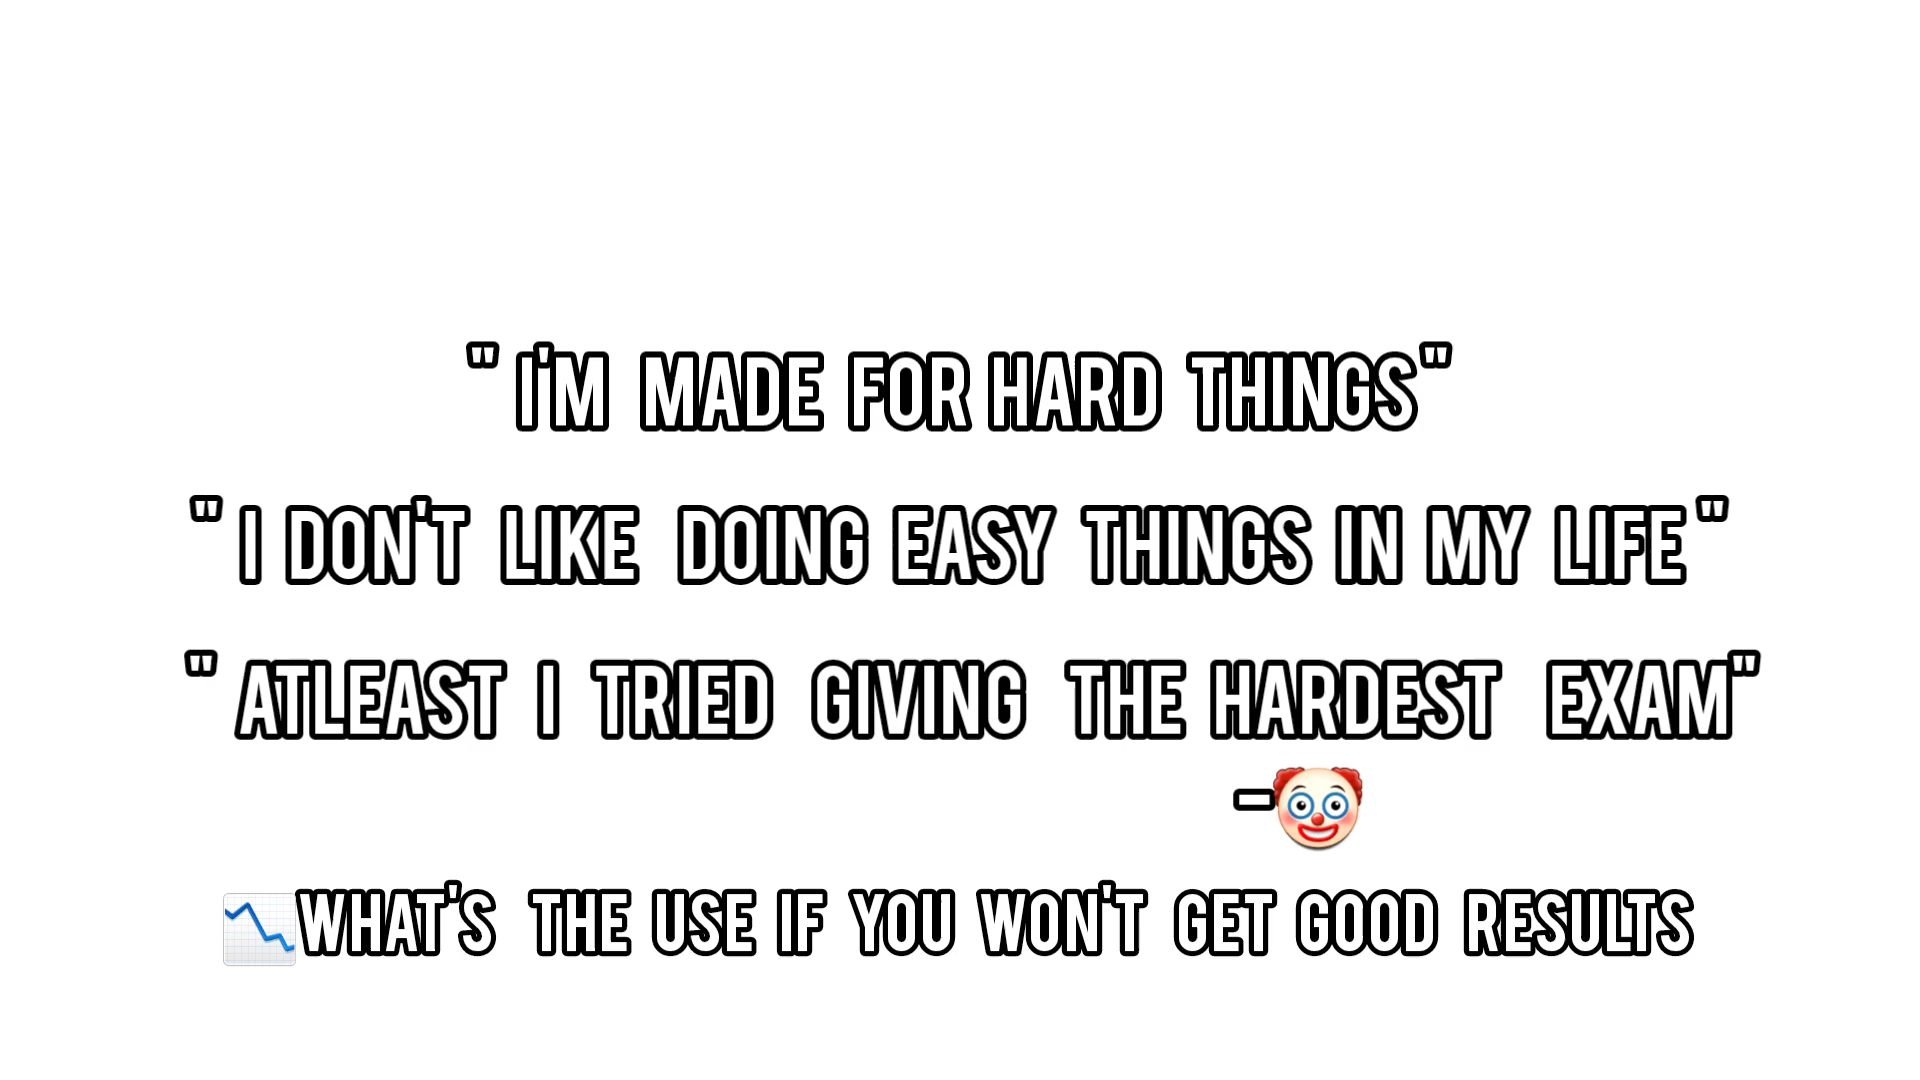 " I'M MADE FOR HARD THINGS"
" I DON'T LIKE DOING EASY THINGS IN MY LIFE "
" ATLEAST I TRIED GIVING THE HARDEST EXAM"
-🤡
📉WHAT'S THE USE IF YOU WON'T GET GOOD RESULTS